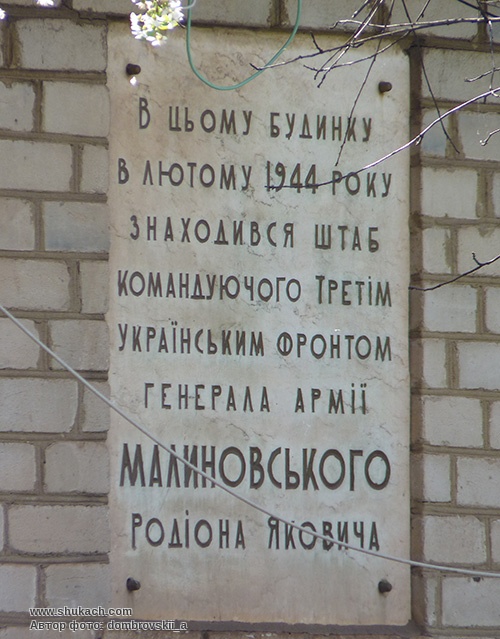 В ЦЬОМУ БУДИНКУ
В ЛЮТОМУ 1944 РОКУ
ЗНАХОДИВСЯ ШТАБ
КОМАНДУЮЧОГО ТРЕТІМ
УКРАЇНСЬКИМ ФРОНТОМ
ГЕНЕРАЛА АРМІЇ
МАЛИНОВСЬКОГО
РОДІОНА ЯКОВИЧА
www.shukach.com
Автор фото: dombrovskii_a